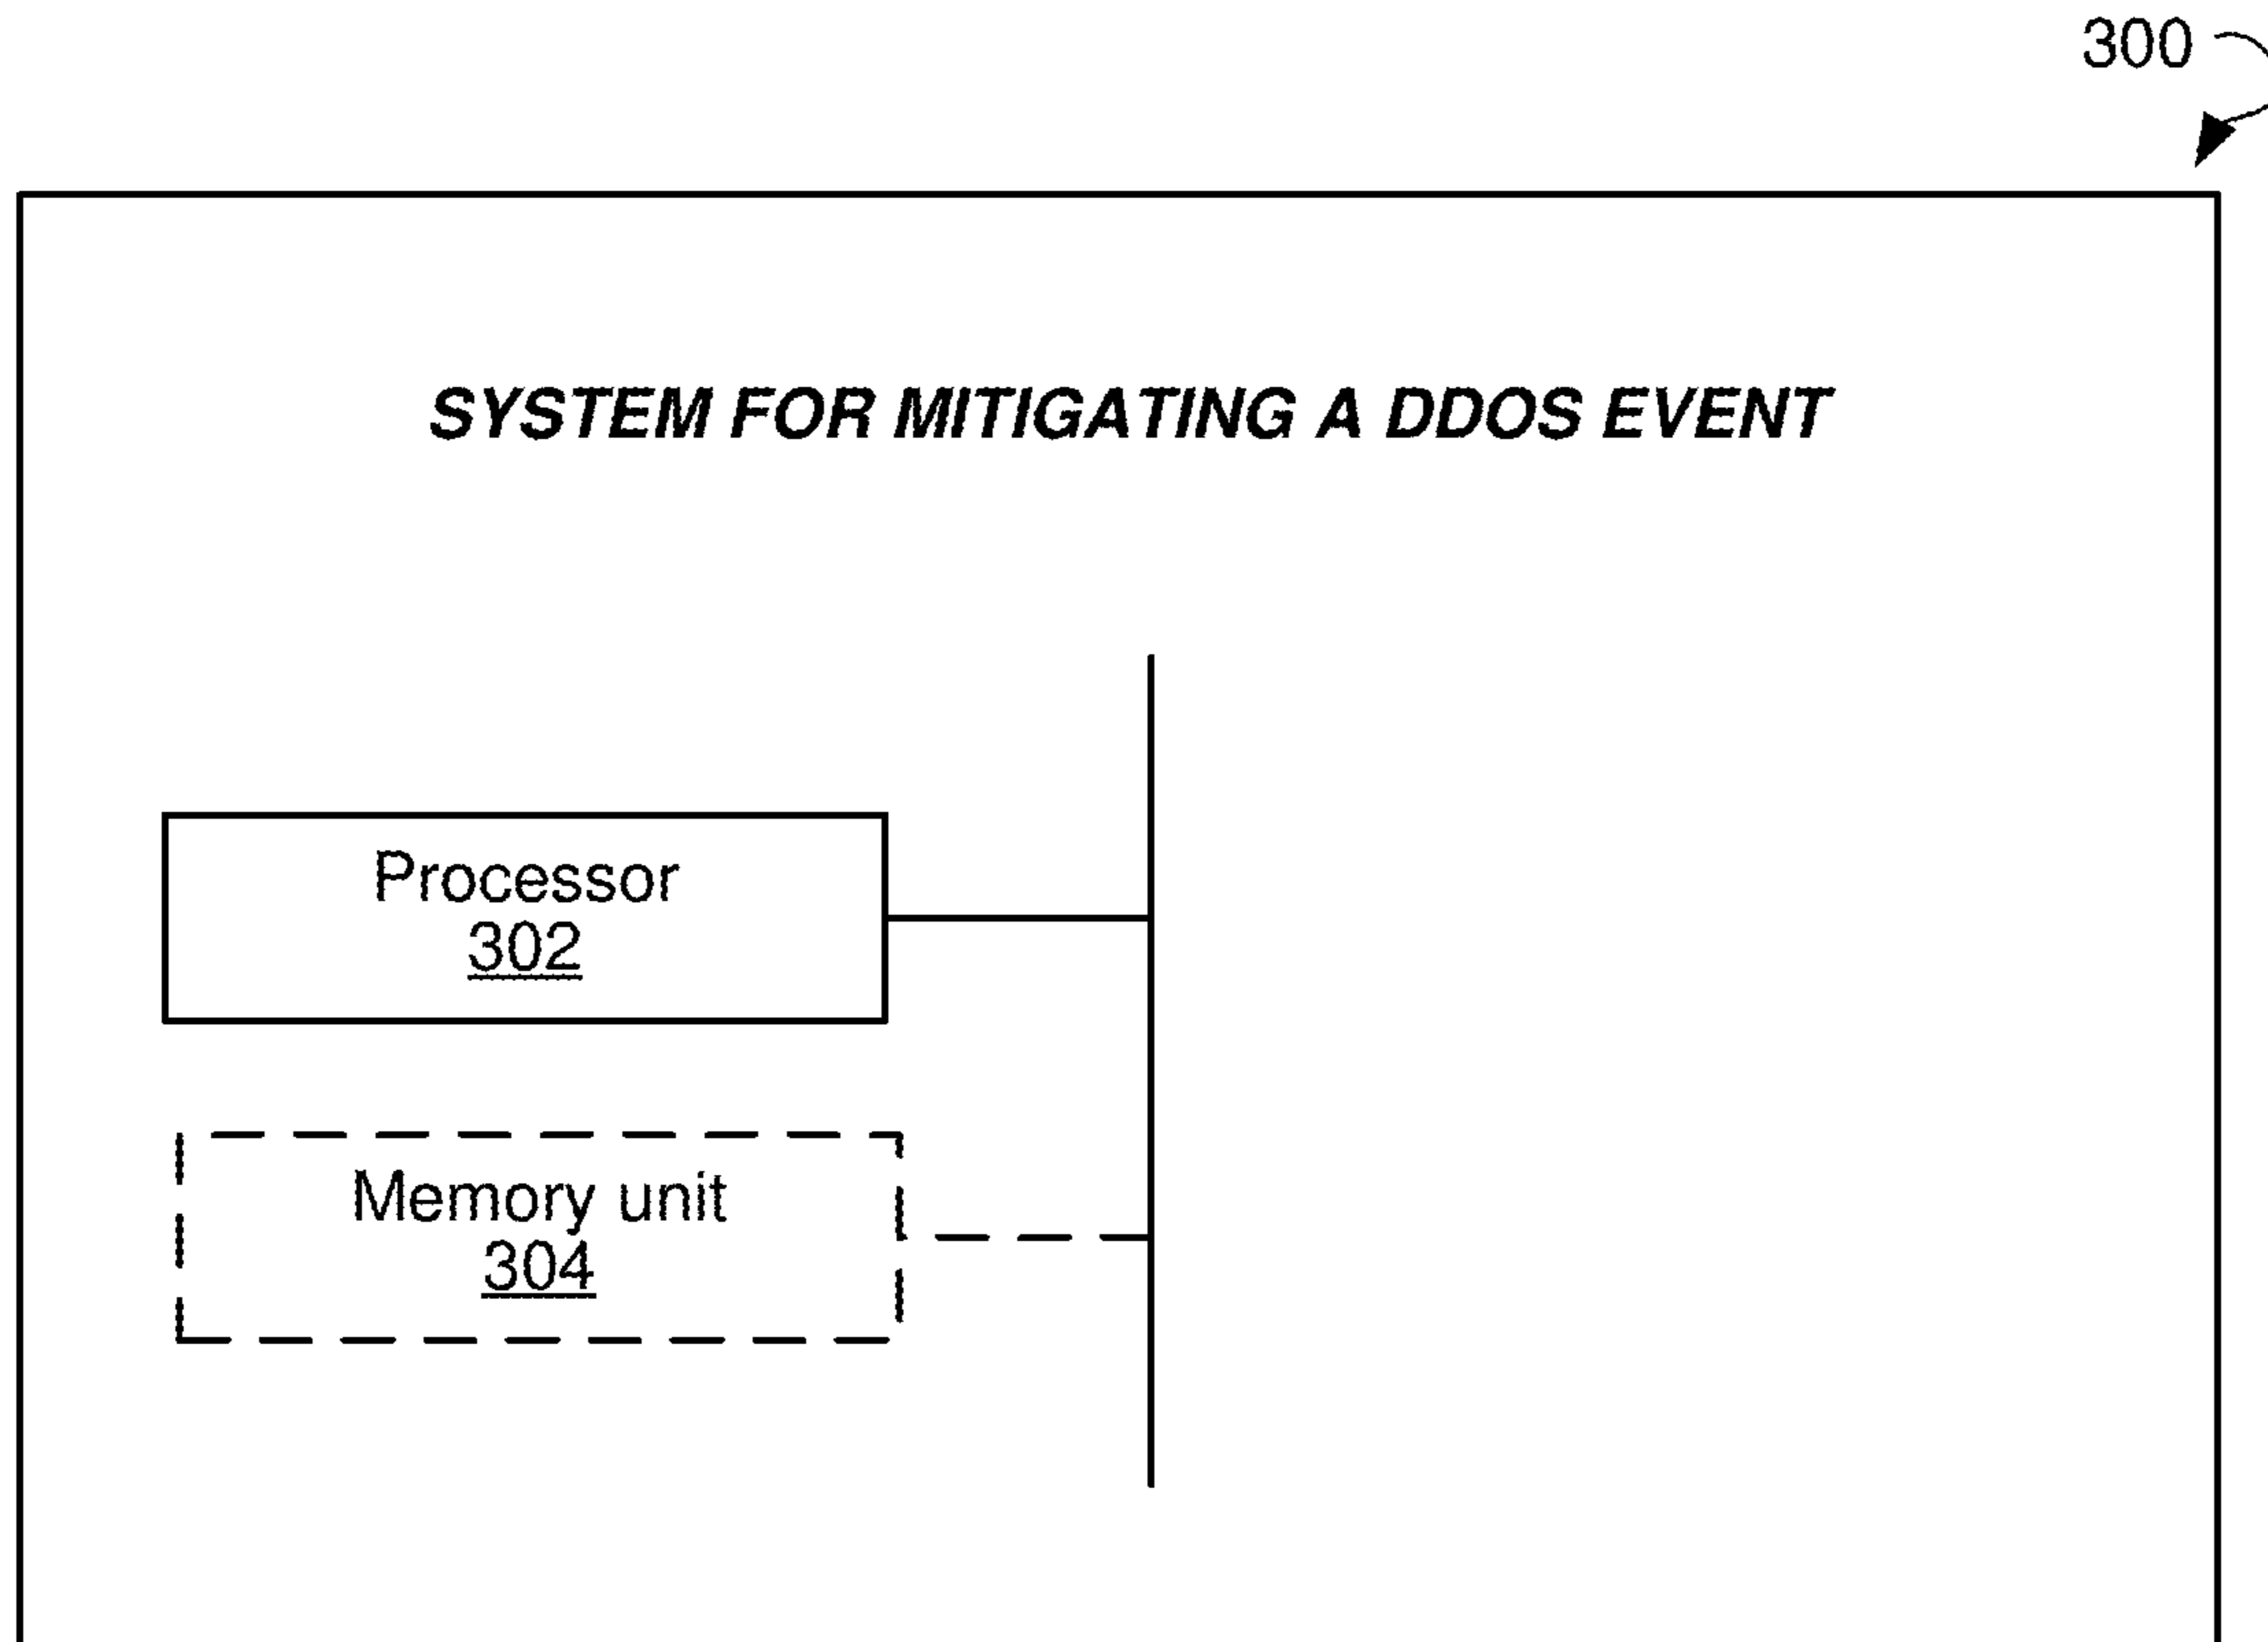 300
SYSTEM FOR MITIGATING A DDOS EVENT
Processor
302
Memory unit
304